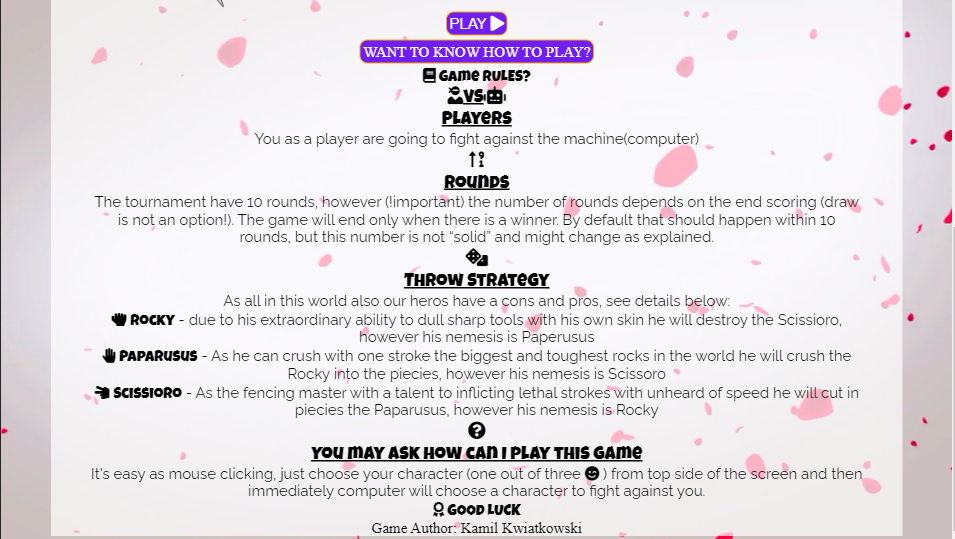 PLAY
WANT TO KNOW HOW TO PLAY?
Game Rules?
VS
Players
You as a player are going to fight against the machine(computer)
Rounds
The tournament have 10 rounds, however (!important) the number of rounds depends on the end scoring (draw
is not an option!). The game will end only when there is a winner. By default that should happen within 10
rounds, but this number is not “solid” and might change as explained.
Throw Strategy
As all in this world also our heros have a cons and pros, see details below:
Rocky - due to his extraordinary ability to dull sharp tools with his own skin he will destroy the Scissioro,
however his nemesis is Paperusus
Paparusus - As he can crush with one stroke the biggest and toughest rocks in the world he will crush the
Rocky into the piecies, however his nemesis is Scissoro
Scissioro - As the fencing master with a talent to inflicting lethal strokes with unheard of speed he will cut in
piecies the Paparusus, however his nemesis is Rocky
You may ask how can I play this game
It's easy as mouse clicking, just choose your character (one out of three ) from top side of the screen and then
immediately computer will choose a character to fight against you.
Good Luck
Game Author: Kamil Kwiatkowski